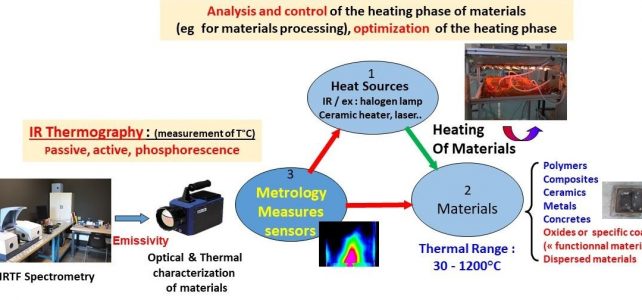 Analysis and control of the heating phase of materials
(eg for materials processing), optimization of the heating phase
1
Heat Sources
IR / ex : halogen lamp
Ceramic heater, laser..
IR Thermography : (measurement of T°C)
Passive, active, phosphorescence
Heating
Of Materials
3
Metrology
Measures
sensors
2
Materials
Polymers
Composites
Ceramics
Metals
Concretes
Oxides or specific coa
(« functionnal materi
Dispersed materials
Emissivity
Optical & Thermal
characterization
of materials
Thermal Range :
30 - 1200°C
IRTF Spectrometry